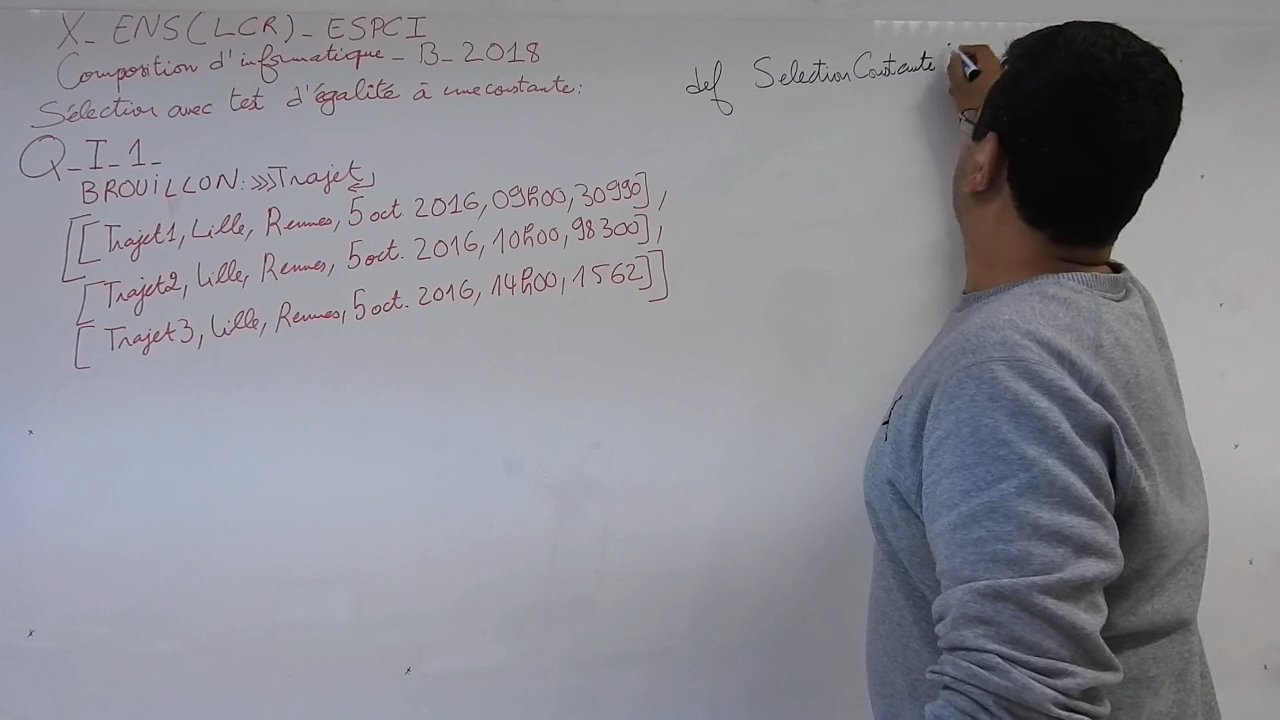 X_ ENS(LCR)_ ESPCI
Composition d'informatique_ B_ 2018
Sélection avec test d'égalité à une constante:
Q_I_1_
BROUILLON: >>>Trajet
[[Trajet1, Lille, Rennes, 5 oct. 2016, 09h00, 30990],
[Trajet2, Lille, Rennes, 5 oct. 2016, 10h00, 98300],
[Trajet3, Lille, Rennes, 5 oct. 2016, 14h00, 1562]]
def SelectionConstante